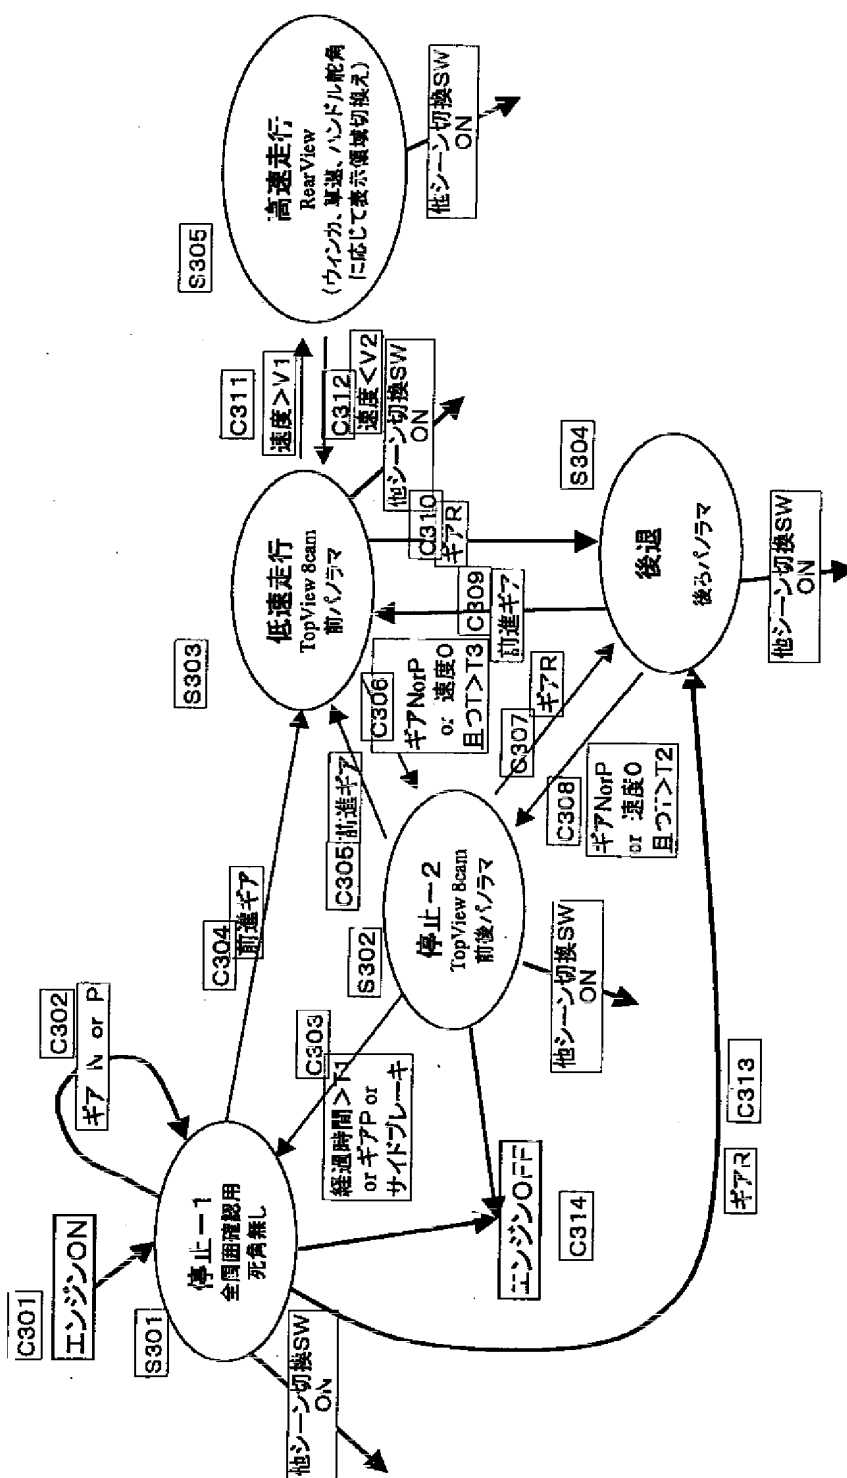 C301
エンジンON
S301
停止－1
全周囲確認用
死角無し
他シーン切換SW
ON
C302
ギア N or P
C304
前進ギア
C303
経過時間>T1
or ギアP or
サイドブレーキ
エンジンOFF
C314
S302
停止－2
TopView 8cam
前後パノラマ
他シーン切換SW
ON
C305
前進ギア
C306
ギアNorP
or 速度0
且つT>T3
C307
ギアR
C308
ギアNorP
or 速度0
且つT>T2
C313
ギアR
S303
低速走行
TopView 8cam
前パノラマ
他シーン切換SW
ON
C309
前進ギア
C310
ギアR
S304
後退
後ろパノラマ
他シーン切換SW
ON
C311
速度>V1
C312
速度<V2
S305
高速走行
RearView
(ウインカ、車速、ハンドル舵角
に応じて表示領域切換え)
他シーン切換SW
ON